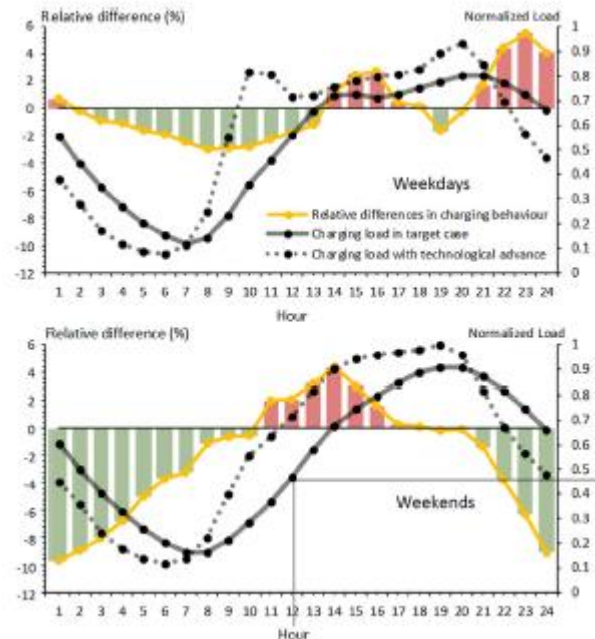 Relative difference (%) Normalized Load
6 1
4 0.9
2 0.8
0 0.7
-2 0.6
-4 0.5
-6 0.4
-8 0.3
-10 0.2
-12 0.1
0
Weekdays
Relative differences in charging behaviour
Charging load in target case
Charging load with technological advance
1 2 3 4 5 6 7 8 9 10 11 12 13 14 15 16 17 18 19 20 21 22 23 24
Hour
Relative difference (%) Normalized Load
6 1
4 0.9
2 0.8
0 0.7
-2 0.6
-4 0.5
-6 0.4
-8 0.3
-10 0.2
-12 0.1
0
Weekends
1 2 3 4 5 6 7 8 9 10 11 12 13 14 15 16 17 18 19 20 21 22 23 24
Hour